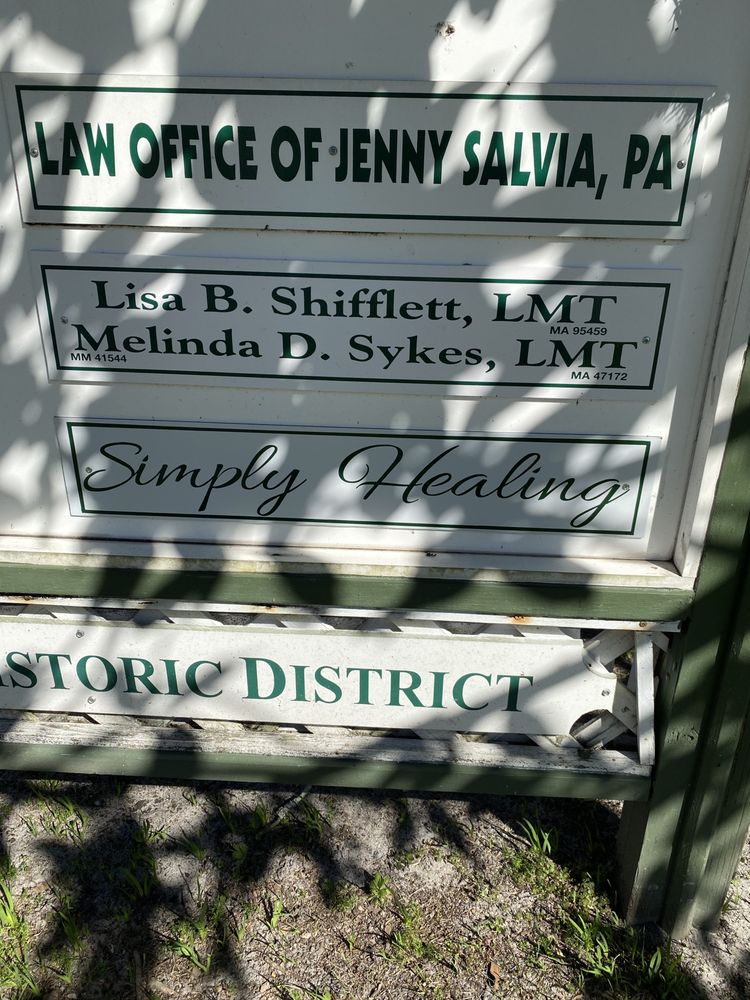 LAW OFFICE OF JENNY SALVIA, PA
Lisa B. Shifflett, LMT
MA 95459
Melinda D. Sykes, LMT
MM 41544
MA 47172
Simply Healing
ISTORIC DISTRICT